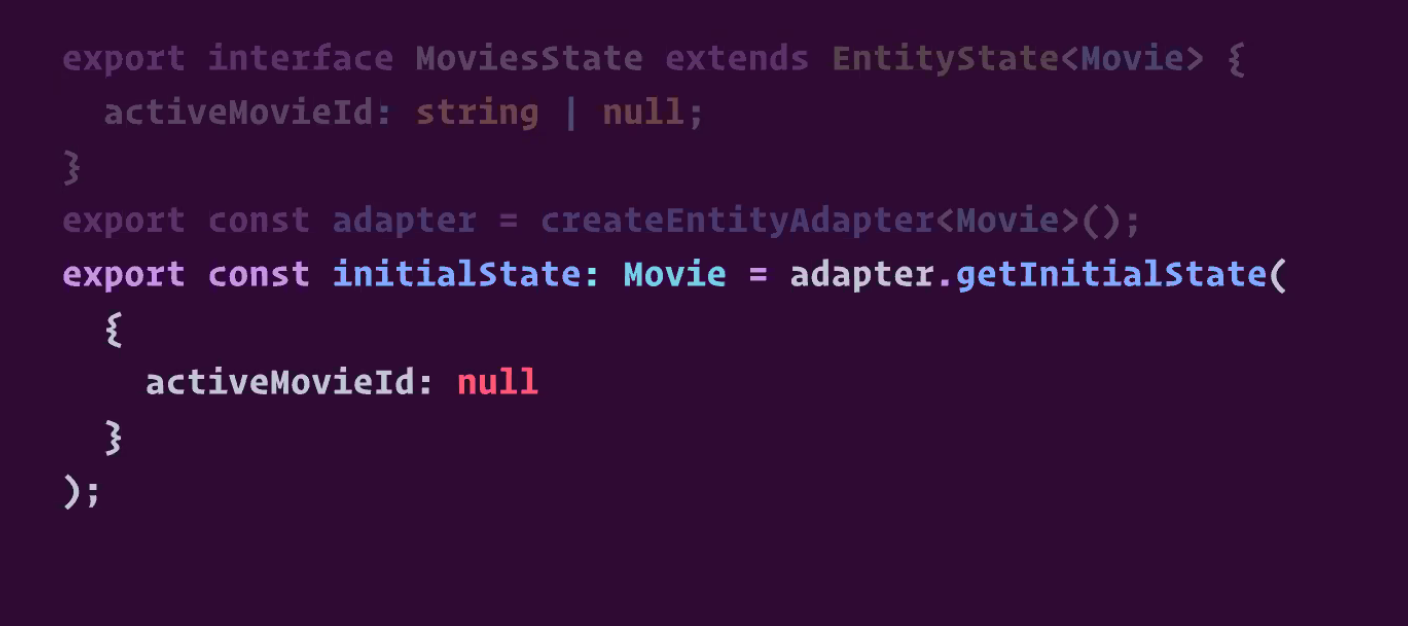 export interface MoviesState extends EntityState<Movie> {
  activeMovieId: string | null;
}
export const adapter = createEntityAdapter<Movie>();
export const initialState: Movie = adapter.getInitialState(
  {
    activeMovieId: null
  }
);